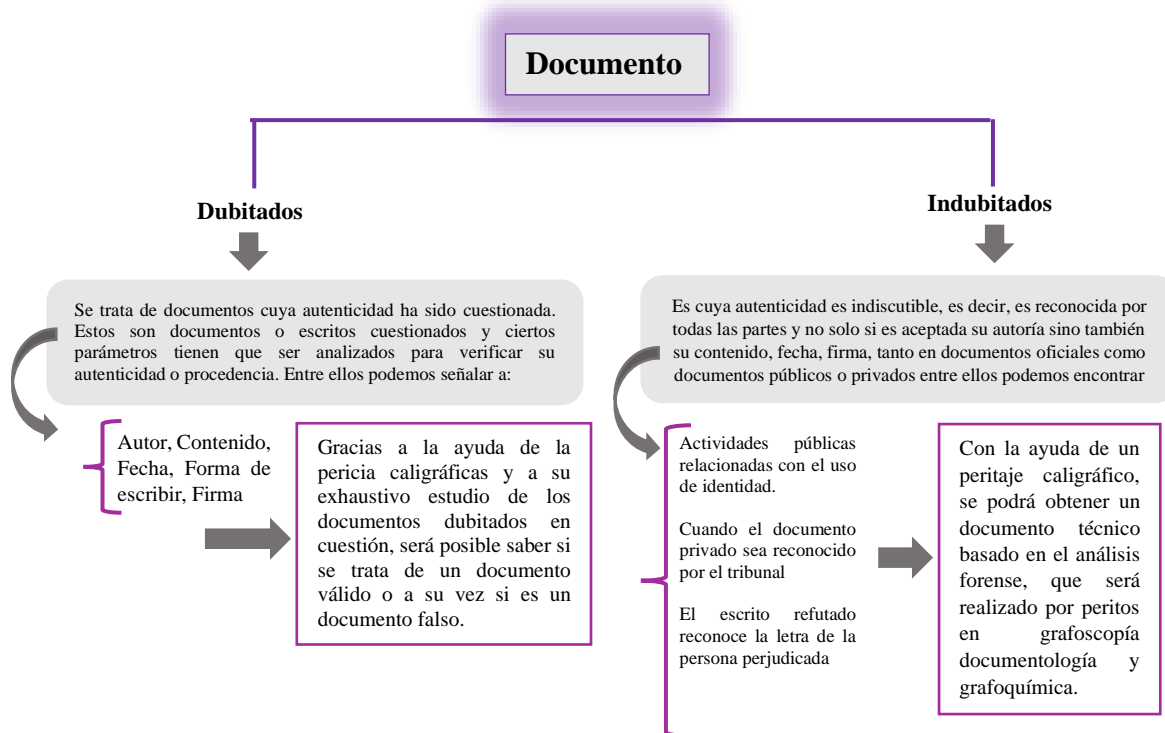 Documento
Dubitados
Se trata de documentos cuya autenticidad ha sido cuestionada.
Estos son documentos o escritos cuestionados y ciertos
parámetros tienen que ser analizados para verificar su
autenticidad o procedencia. Entre ellos podemos señalar a:
Autor, Contenido,
Fecha, Forma de
escribir, Firma
Gracias a la ayuda de la
pericia caligráficas y a su
exhaustivo estudio de los
documentos dubitados en
cuestión, será posible saber si
se trata de un documento
válido o a su vez si es un
documento falso.
Indubitados
Es cuya autenticidad es indiscutible, es decir, es reconocida por
todas las partes y no solo si es aceptada su autoría sino también
su contenido, fecha, firma, tanto en documentos oficiales como
documentos públicos o privados entre ellos podemos encontrar
Actividades públicas
relacionadas con el uso
de identidad.
Cuando el documento
privado sea reconocido
por el tribunal
El escrito refutado
reconoce la letra de la
persona perjudicada
Con la ayuda de un
peritaje caligráfico,
se podrá obtener un
documento técnico
basado en el análisis
forense, que será
realizado por peritos
en grafoscopía
documentología y
grafoquímica.